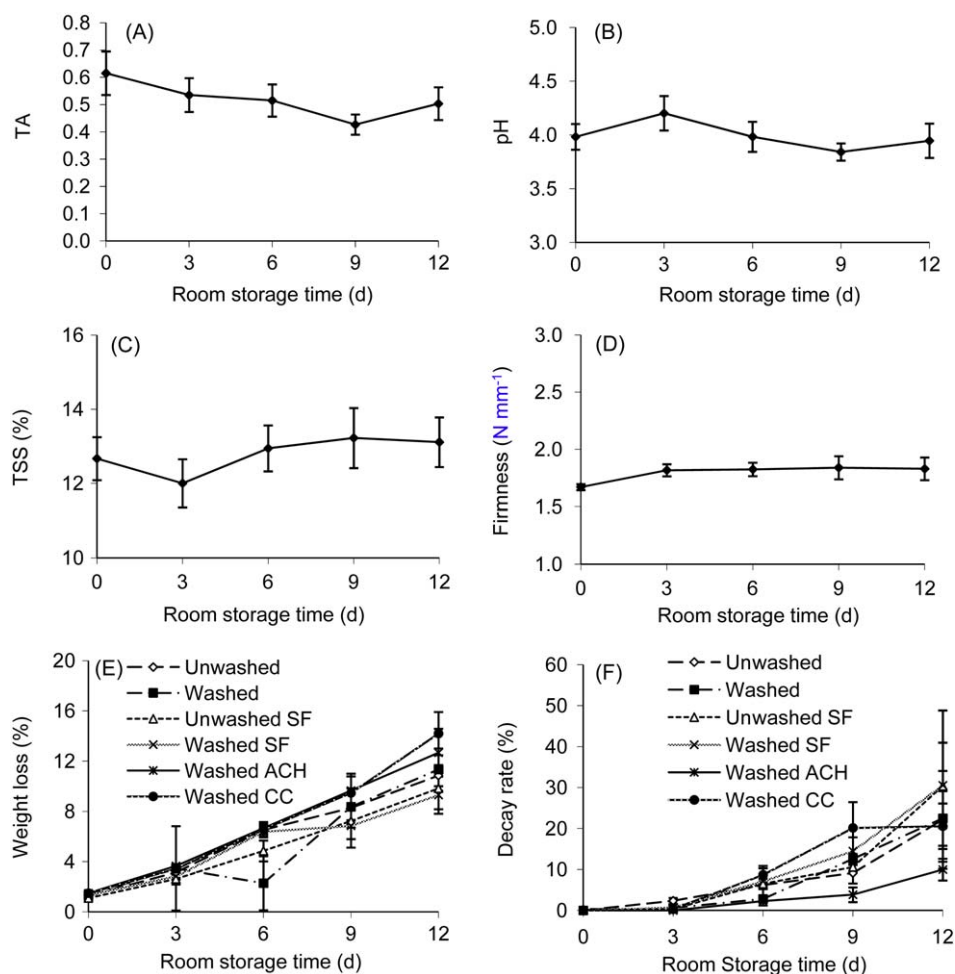 (A)
TA
0.8
0.7
0.6
0.5
0.4
0.3
0.2
0.1
0.0
0 3 6 9 12
Room storage time (d)
(B)
pH
5.0
4.5
4.0
3.5
3.0
0 3 6 9 12
Room storage time (d)
(C)
TSS (%)
16
14
12
10
0 3 6 9 12
Room storage time (d)
(D)
Firmness (N mm-1)
3.0
2.5
2.0
1.5
1.0
0 3 6 9 12
Room storage time (d)
(E)
Weight loss (%)
20
16
12
8
4
0
Unwashed
Washed
Unwashed SF
Washed SF
Washed ACH
Washed CC
0 3 6 9 12
Room storage time (d)
(F)
Decay rate (%)
60
50
40
30
20
10
0
Unwashed
Washed
Unwashed SF
Washed SF
Washed ACH
Washed CC
0 3 6 9 12
Room Storage time (d)